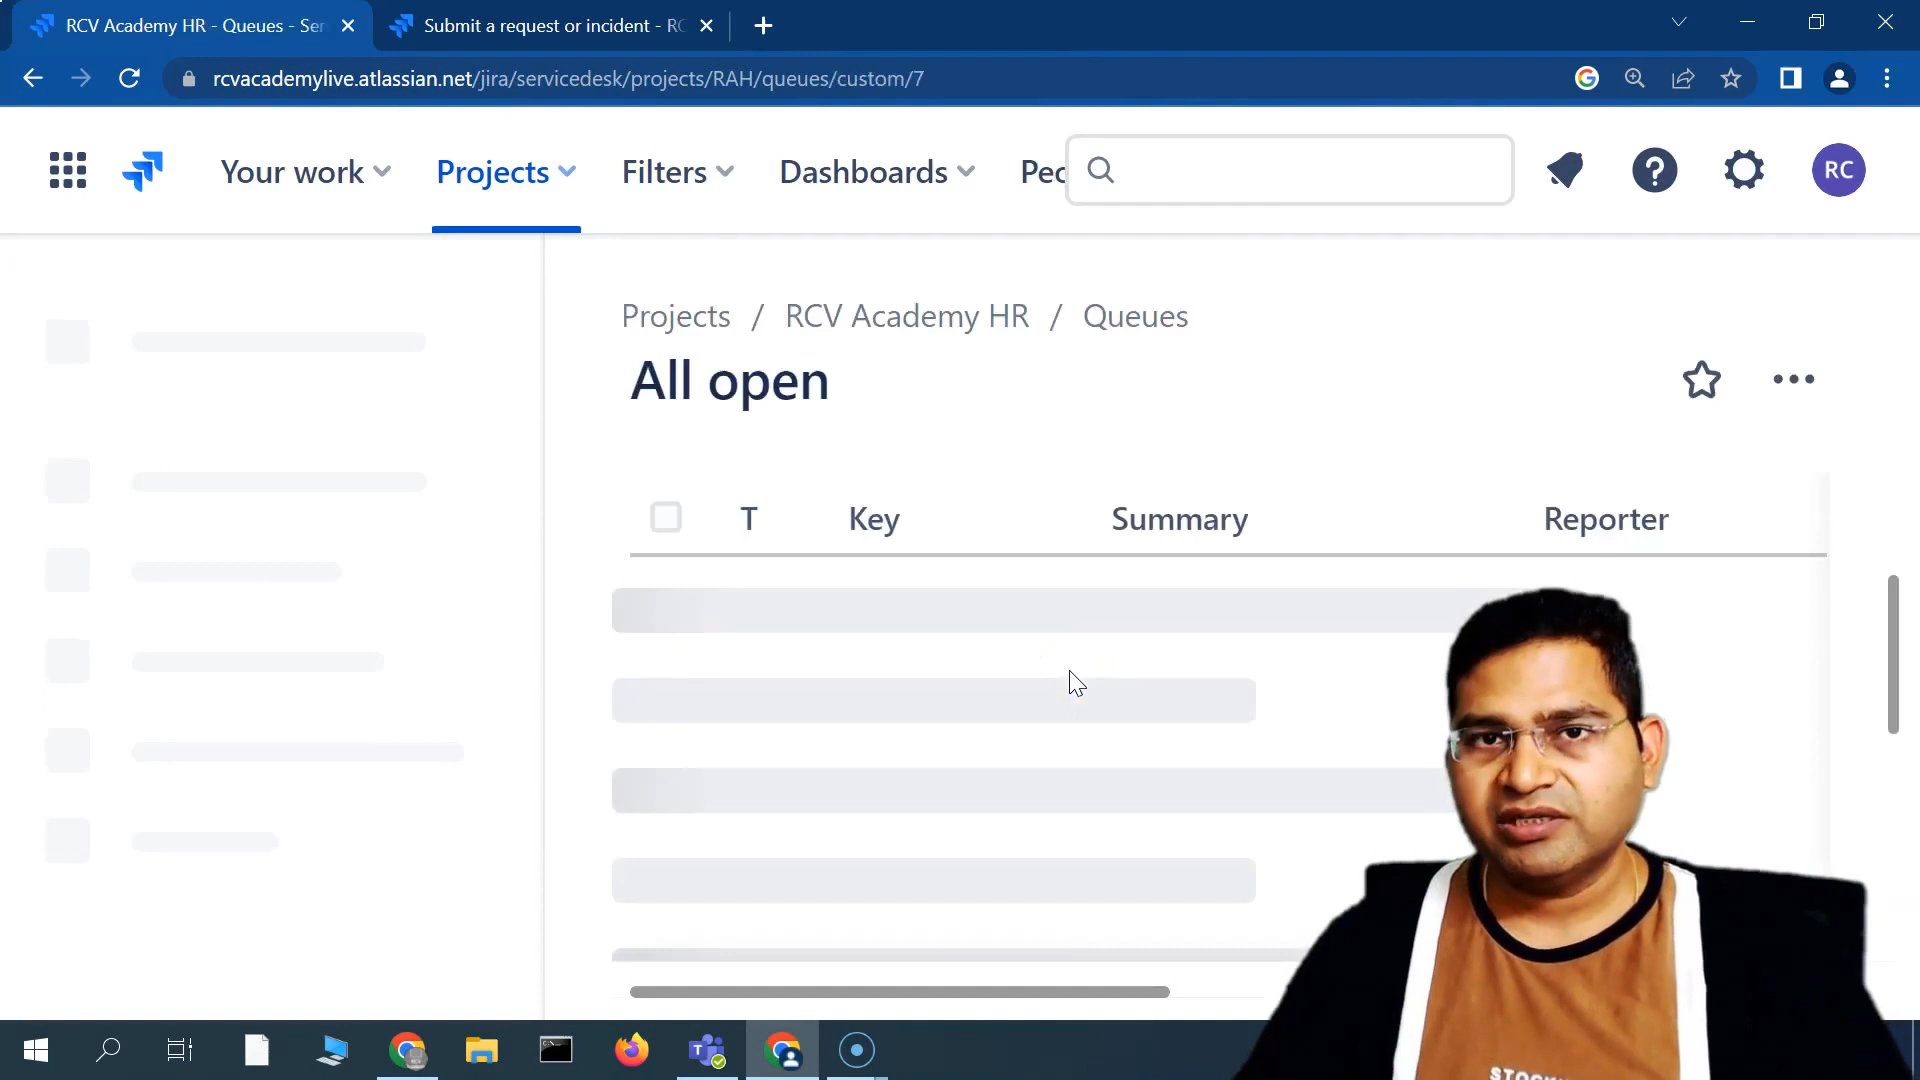 RCV Academy HR - Queues - Ser
Submit a request or incident - RC
rcvacademylive.atlassian.net/jira/servicedesk/projects/RAH/queues/custom/7
Your work
Projects
Filters
Dashboards
Peo
RC
Projects / RCV Academy HR / Queues
All open
T
Key
Summary
Reporter